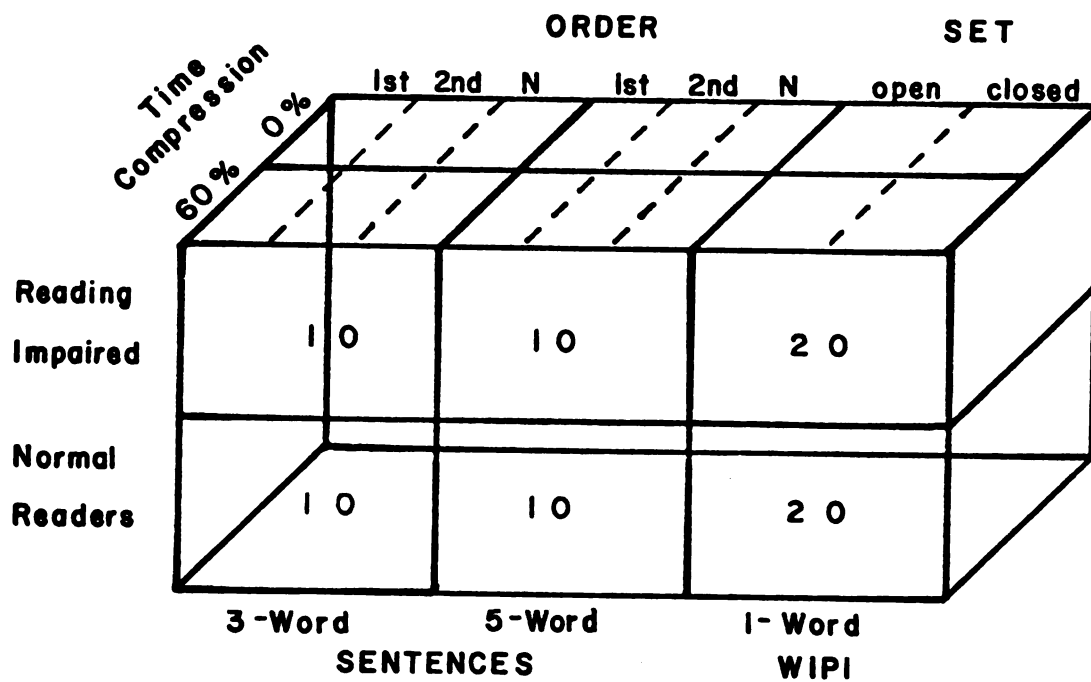 ORDER SET
Time Compression
1st 2nd N 1st 2nd N open closed
0%
60%
Reading
Impaired
10 10 20
Normal
Readers
10 10 20
3-Word 5-Word 1-Word
SENTENCES WIPI